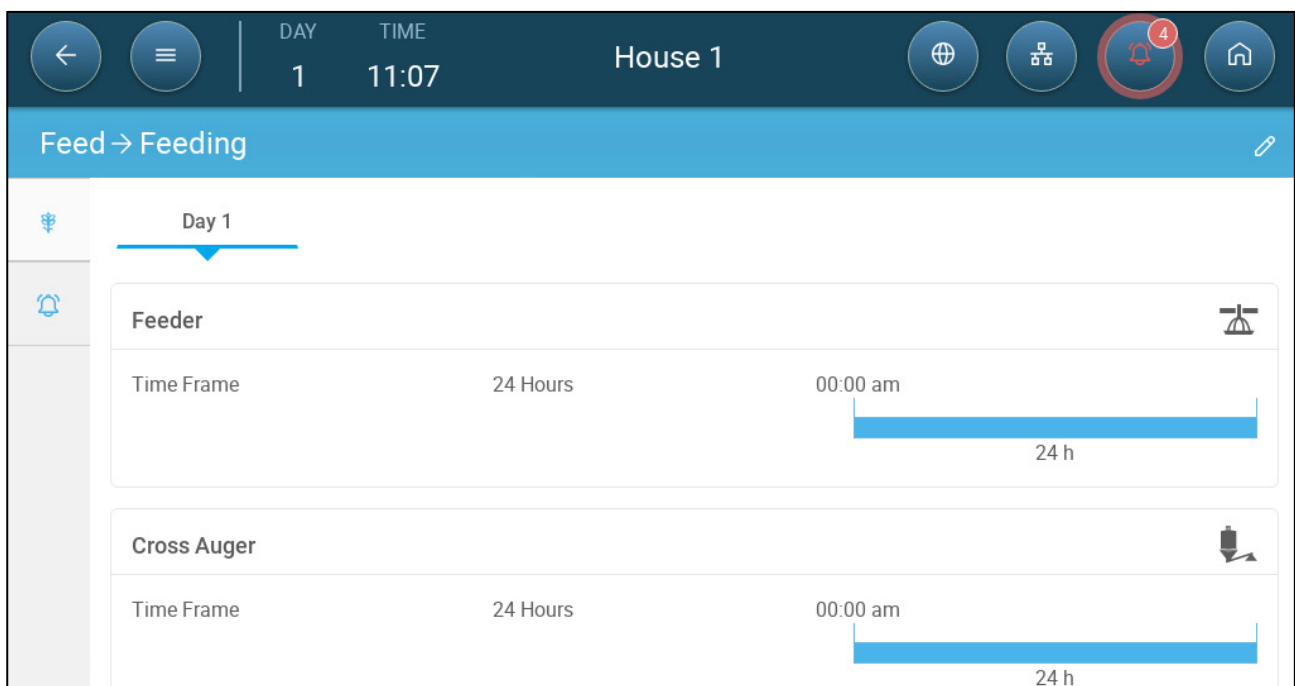 DAY TIME
1 11:07 House 1 4
Feed → Feeding
Day 1
Feeder
Time Frame 24 Hours 00:00 am
24 h
Cross Auger
Time Frame 24 Hours 00:00 am
24 h